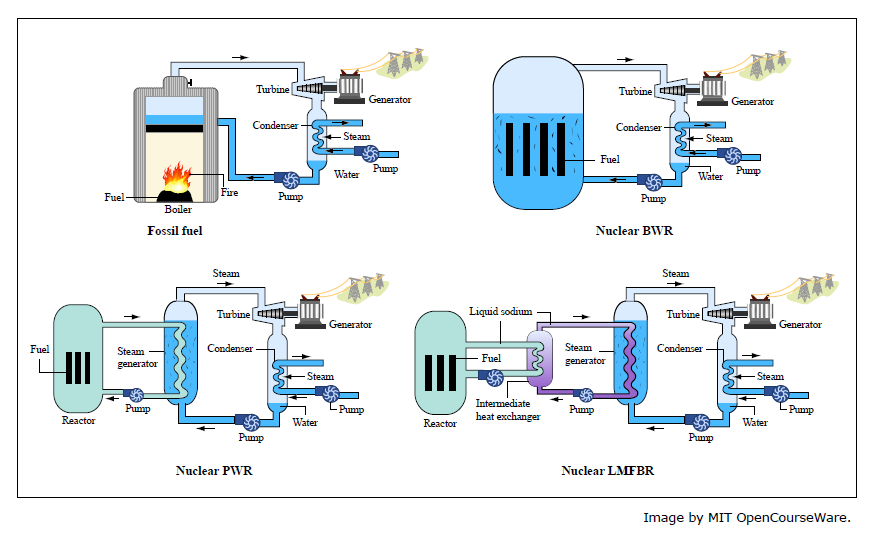 Turbine
Generator
Condenser
Steam
Water
Pump
Pump
Fire
Fuel
Boiler
Fossil fuel
Turbine
Generator
Condenser
Steam
Fuel
Water
Pump
Pump
Nuclear BWR
Steam
Turbine
Generator
Fuel
Steam
generator
Condenser
Steam
Pump
Pump
Reactor
Water
Pump
Nuclear PWR
Steam
Liquid sodium
Turbine
Generator
Fuel
Steam
generator
Condenser
Steam
Intermediate
heat exchanger
Pump
Pump
Reactor
Water
Pump
Nuclear LMFBR
Image by MIT OpenCourseWare.